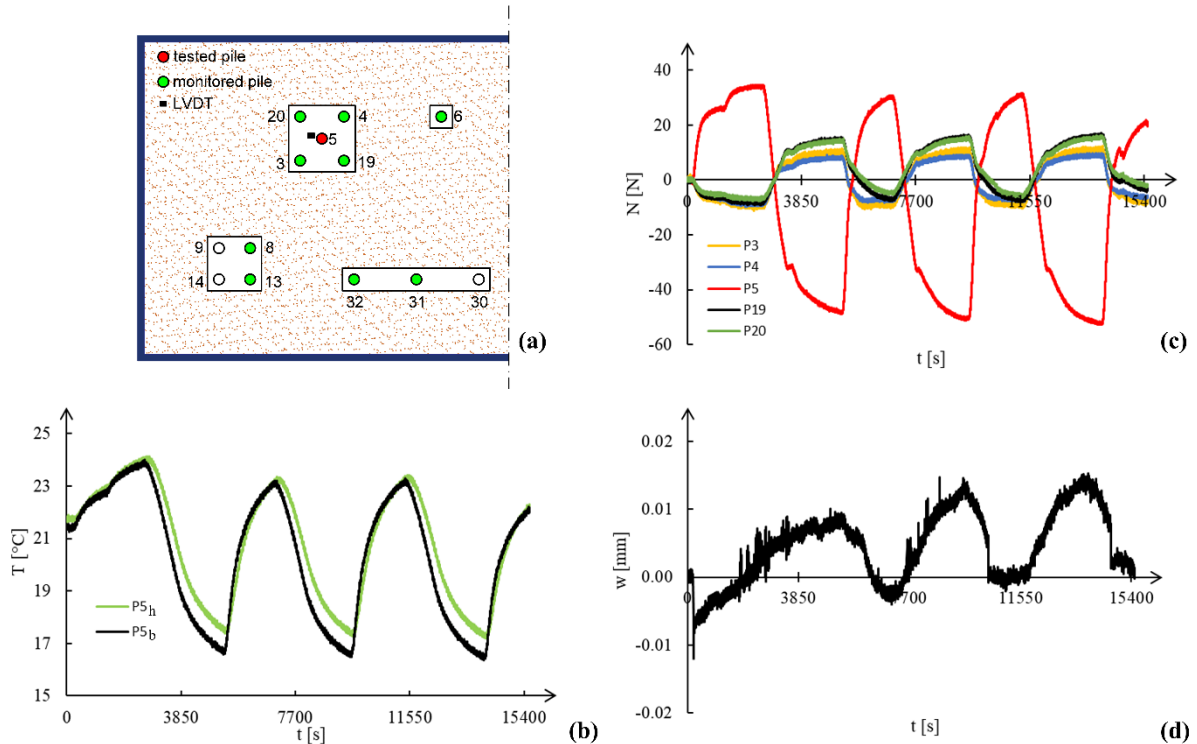 tested pile
monitored pile
LVDT
20
4
5
3
19
6
9
8
14
13
32
31
30
(a)
40
20
0
-20
-40
-60
N [N]
3850
7700
11550
15400
P3
P4
P5
P19
P20
t [s]
(c)
25
23
21
19
17
15
T [°C]
P5h
P5b
0
3850
7700
11550
15400
t [s]
(b)
0.02
0.01
0.00
-0.01
-0.02
w [mm]
0
3850
7700
11550
15400
t [s]
(d)